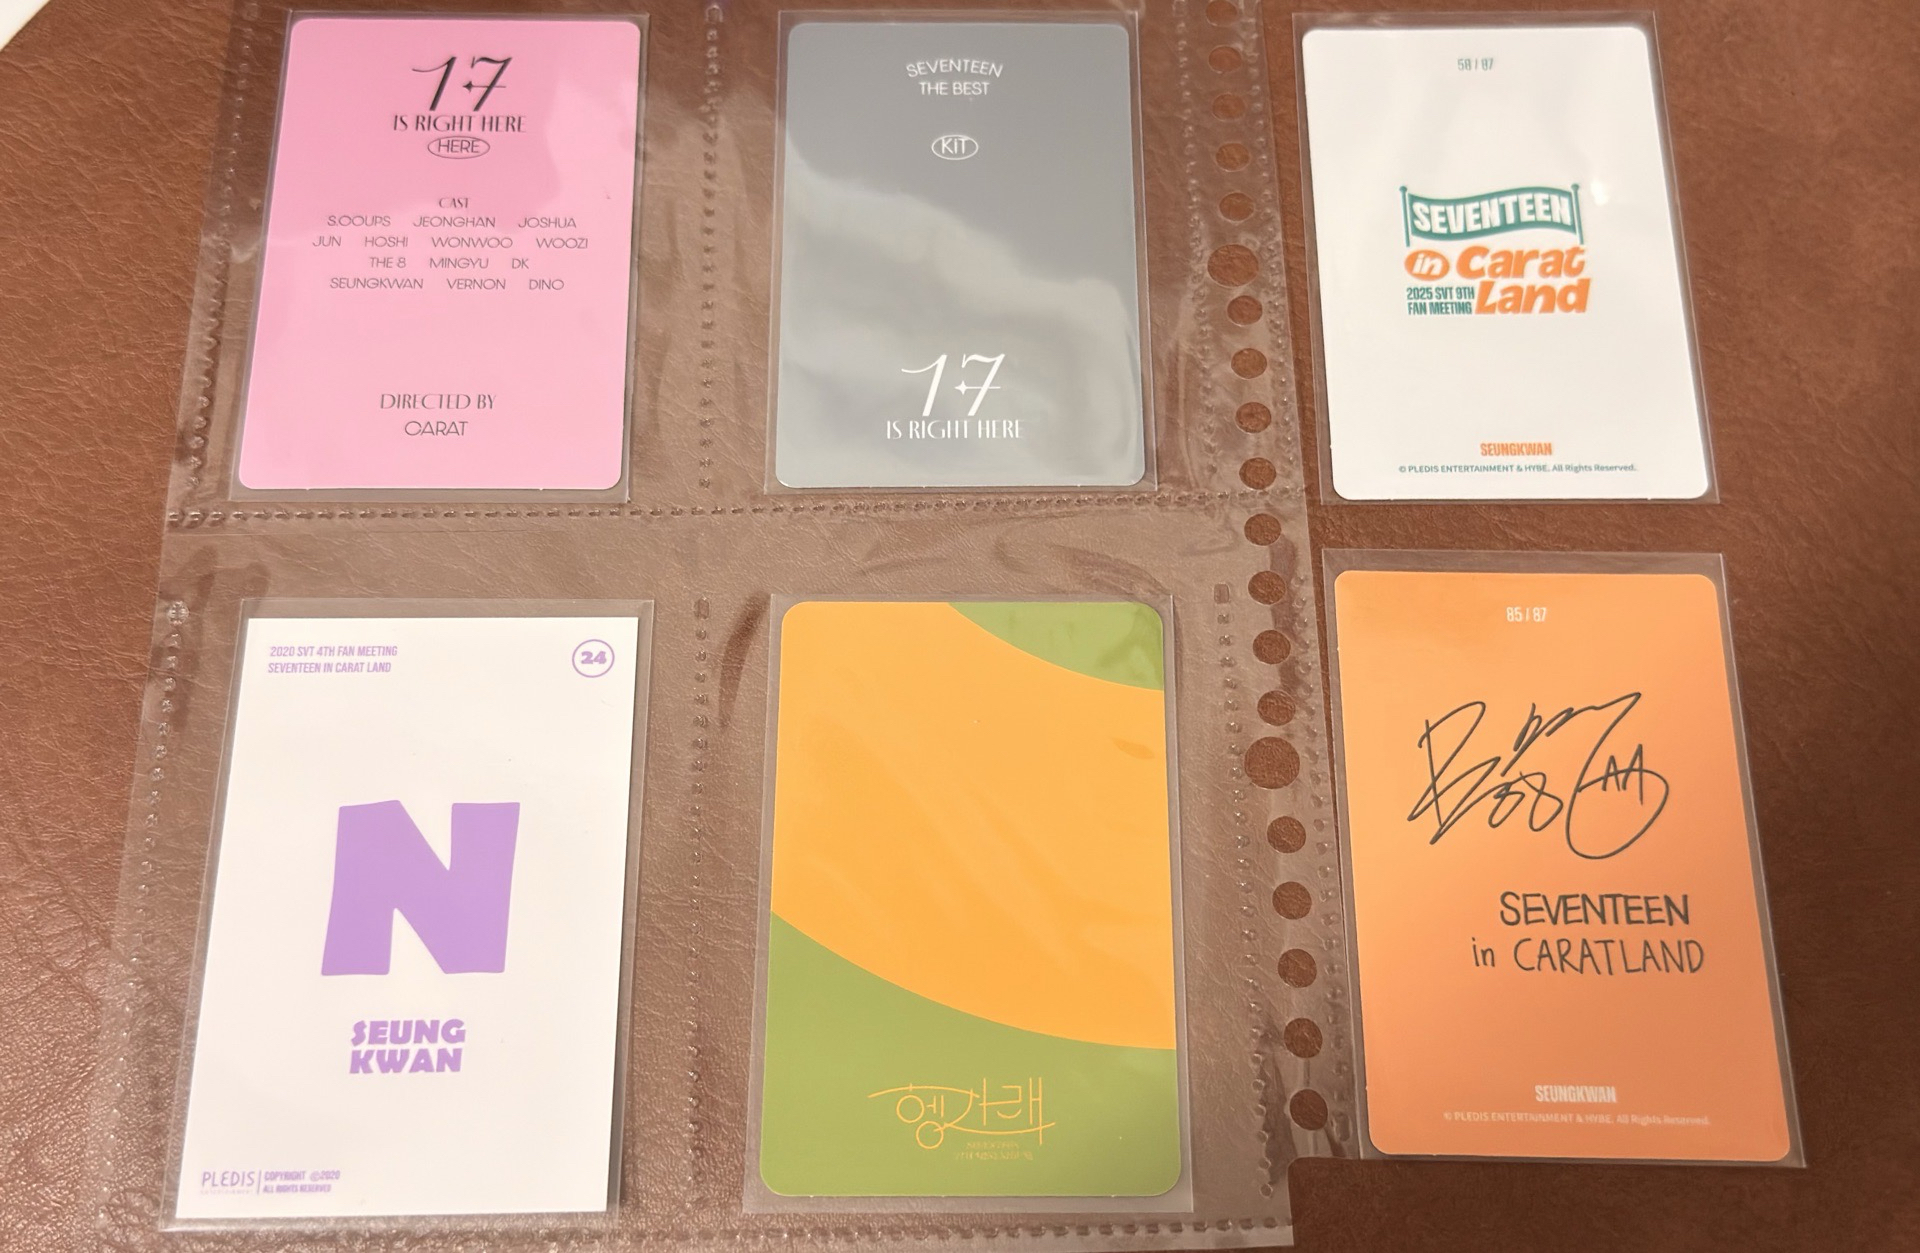 17
IS RIGHT HERE
HERE
CAST
S.COUPS JEONGHAN JOSHUA
JUN HOSHI WONWOO WOOZI
THE 8 MINGYU DK
SEUNGKWAN VERNON DINO
DIRECTED BY
CARAT
SEVENTEEN
THE BEST
KiT
17
IS RIGHT HERE
58 / 87
SEVENTEEN
in Carat
Land
2025 SVT 9TH
FAN MEETING
SEUNGKWAN
© PLEDIS ENTERTAINMENT & HYBE. All Rights Reserved.
2020 SVT 4TH FAN MEETING
SEVENTEEN IN CARAT LAND
24
N
SEUNG
KWAN
PLEDIS
ENTERTAINMENT
COPYRIGHT ©2020
ALL RIGHTS RESERVED
헹가래
SEVENTEEN
85 / 87
SEVENTEEN
in CARATLAND
SEUNGKWAN
© PLEDIS ENTERTAINMENT & HYBE. All Rights Reserved.